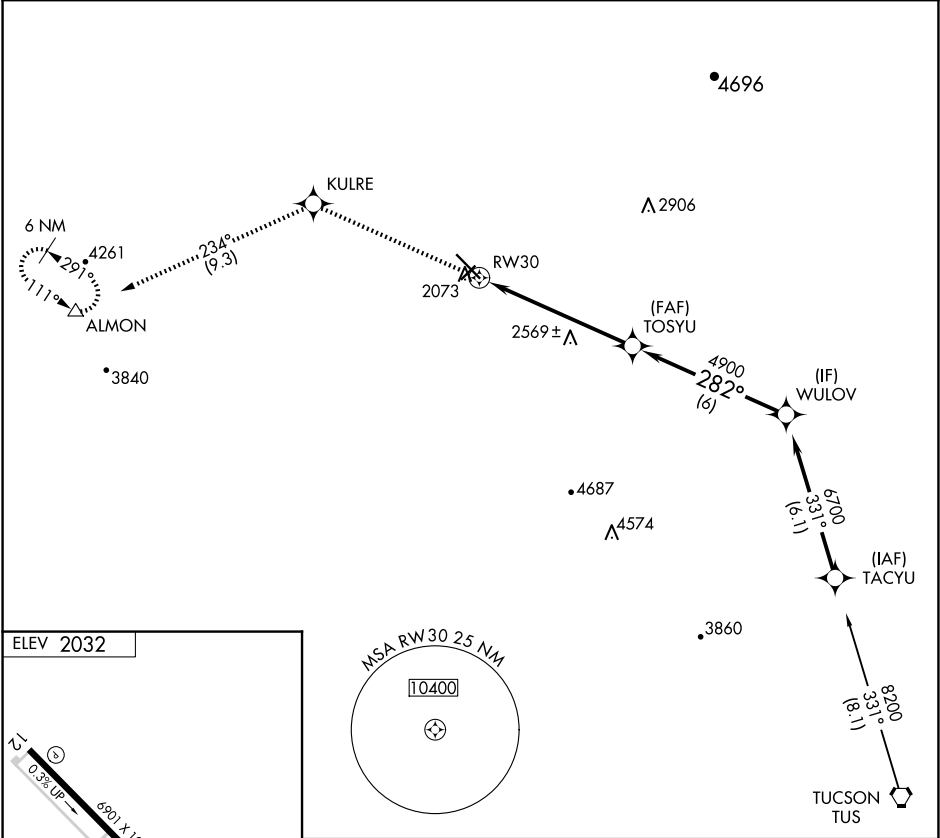 4696
KULRE
2906
6 NM
4261
291°
111°
234°
(9.3)
ALMON
RW30
2073
(FAF)
TOSYU
2569 ±
4900
282°
(6)
(IF)
WULOV
3840
4687
4574
6700
331°
(6.1)
(IAF)
TACYU
3860
ELEV 2032
MSA RW30 25 NM
10400
8200
331°
(8.1)
TUCSON
TUS
12
P
0.3% UP
6901 X